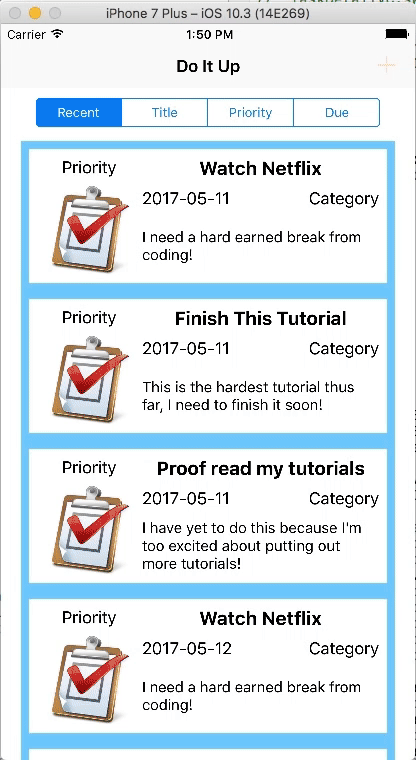 iPhone 7 Plus – iOS 10.3 (14E269)
Carrier 1:50 PM
Do It Up
Recent Title Priority Due
Priority Watch Netflix
2017-05-11 Category
I need a hard earned break from
coding!
Priority Finish This Tutorial
2017-05-11 Category
This is the hardest tutorial thus
far, I need to finish it soon!
Priority Proof read my tutorials
2017-05-11 Category
I have yet to do this because I'm
too excited about putting out
more tutorials!
Priority Watch Netflix
2017-05-12 Category
I need a hard earned break from
coding!